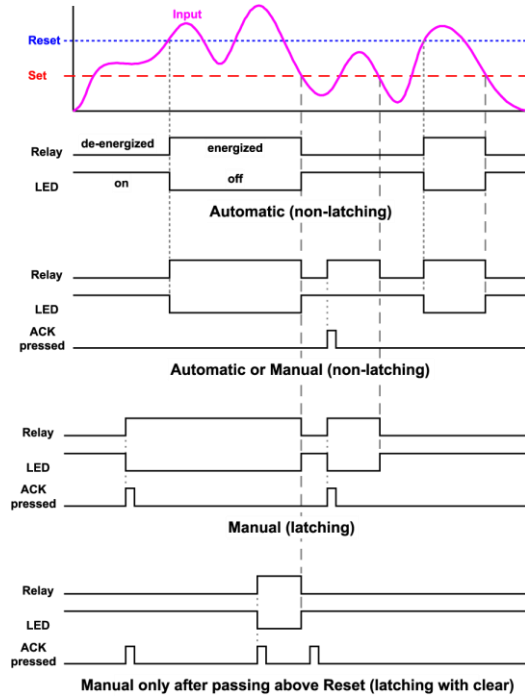 Input
Reset
Set
de-energized energized
Relay
on off
LED
Automatic (non-latching)
Relay
LED
ACK
pressed
Automatic or Manual (non-latching)
Relay
LED
ACK
pressed
Manual (latching)
Relay
LED
ACK
pressed
Manual only after passing above Reset (latching with clear)